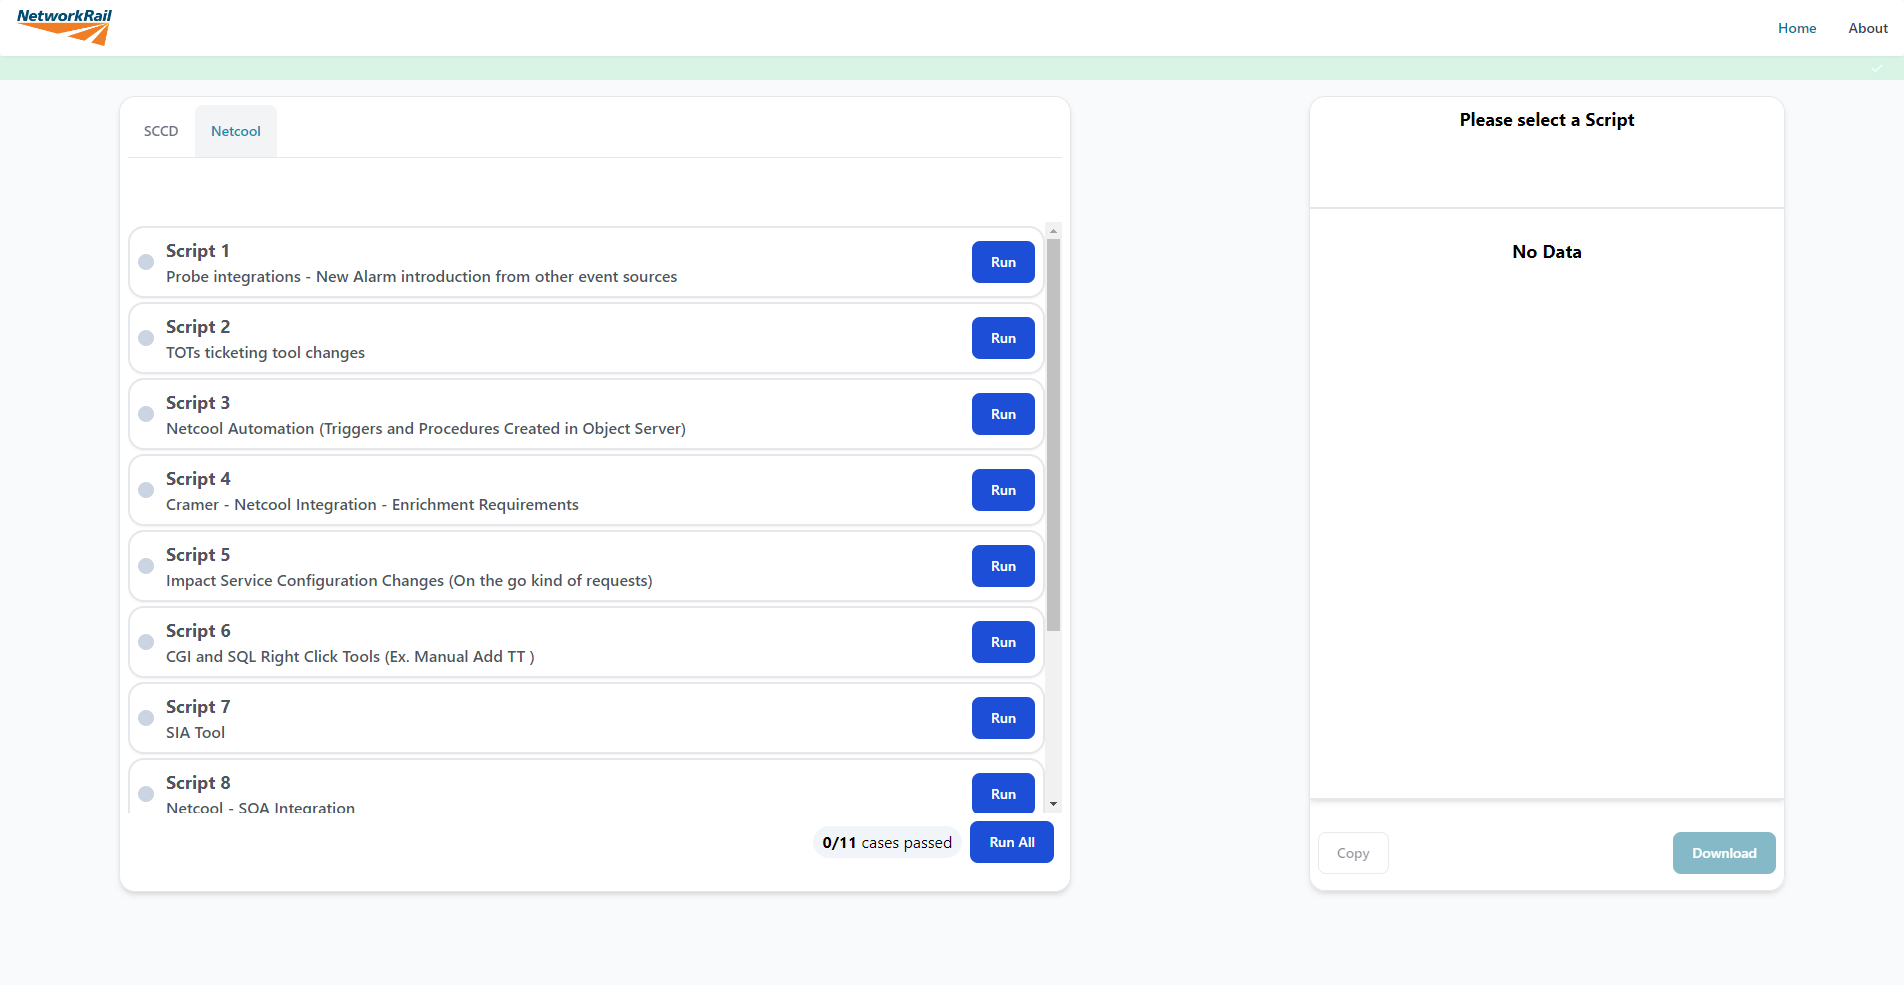 NetworkRail
Home
About
SCCD
Netcool
Script 1
Probe integrations - New Alarm introduction from other event sources
Run
Script 2
TOTs ticketing tool changes
Run
Script 3
Netcool Automation (Triggers and Procedures Created in Object Server)
Run
Script 4
Cramer - Netcool Integration - Enrichment Requirements
Run
Script 5
Impact Service Configuration Changes (On the go kind of requests)
Run
Script 6
CGI and SQL Right Click Tools (Ex. Manual Add TT )
Run
Script 7
SIA Tool
Run
Script 8
Netcool - SOA Integration
Run
0/11 cases passed
Run All
Please select a Script
No Data
Copy
Download